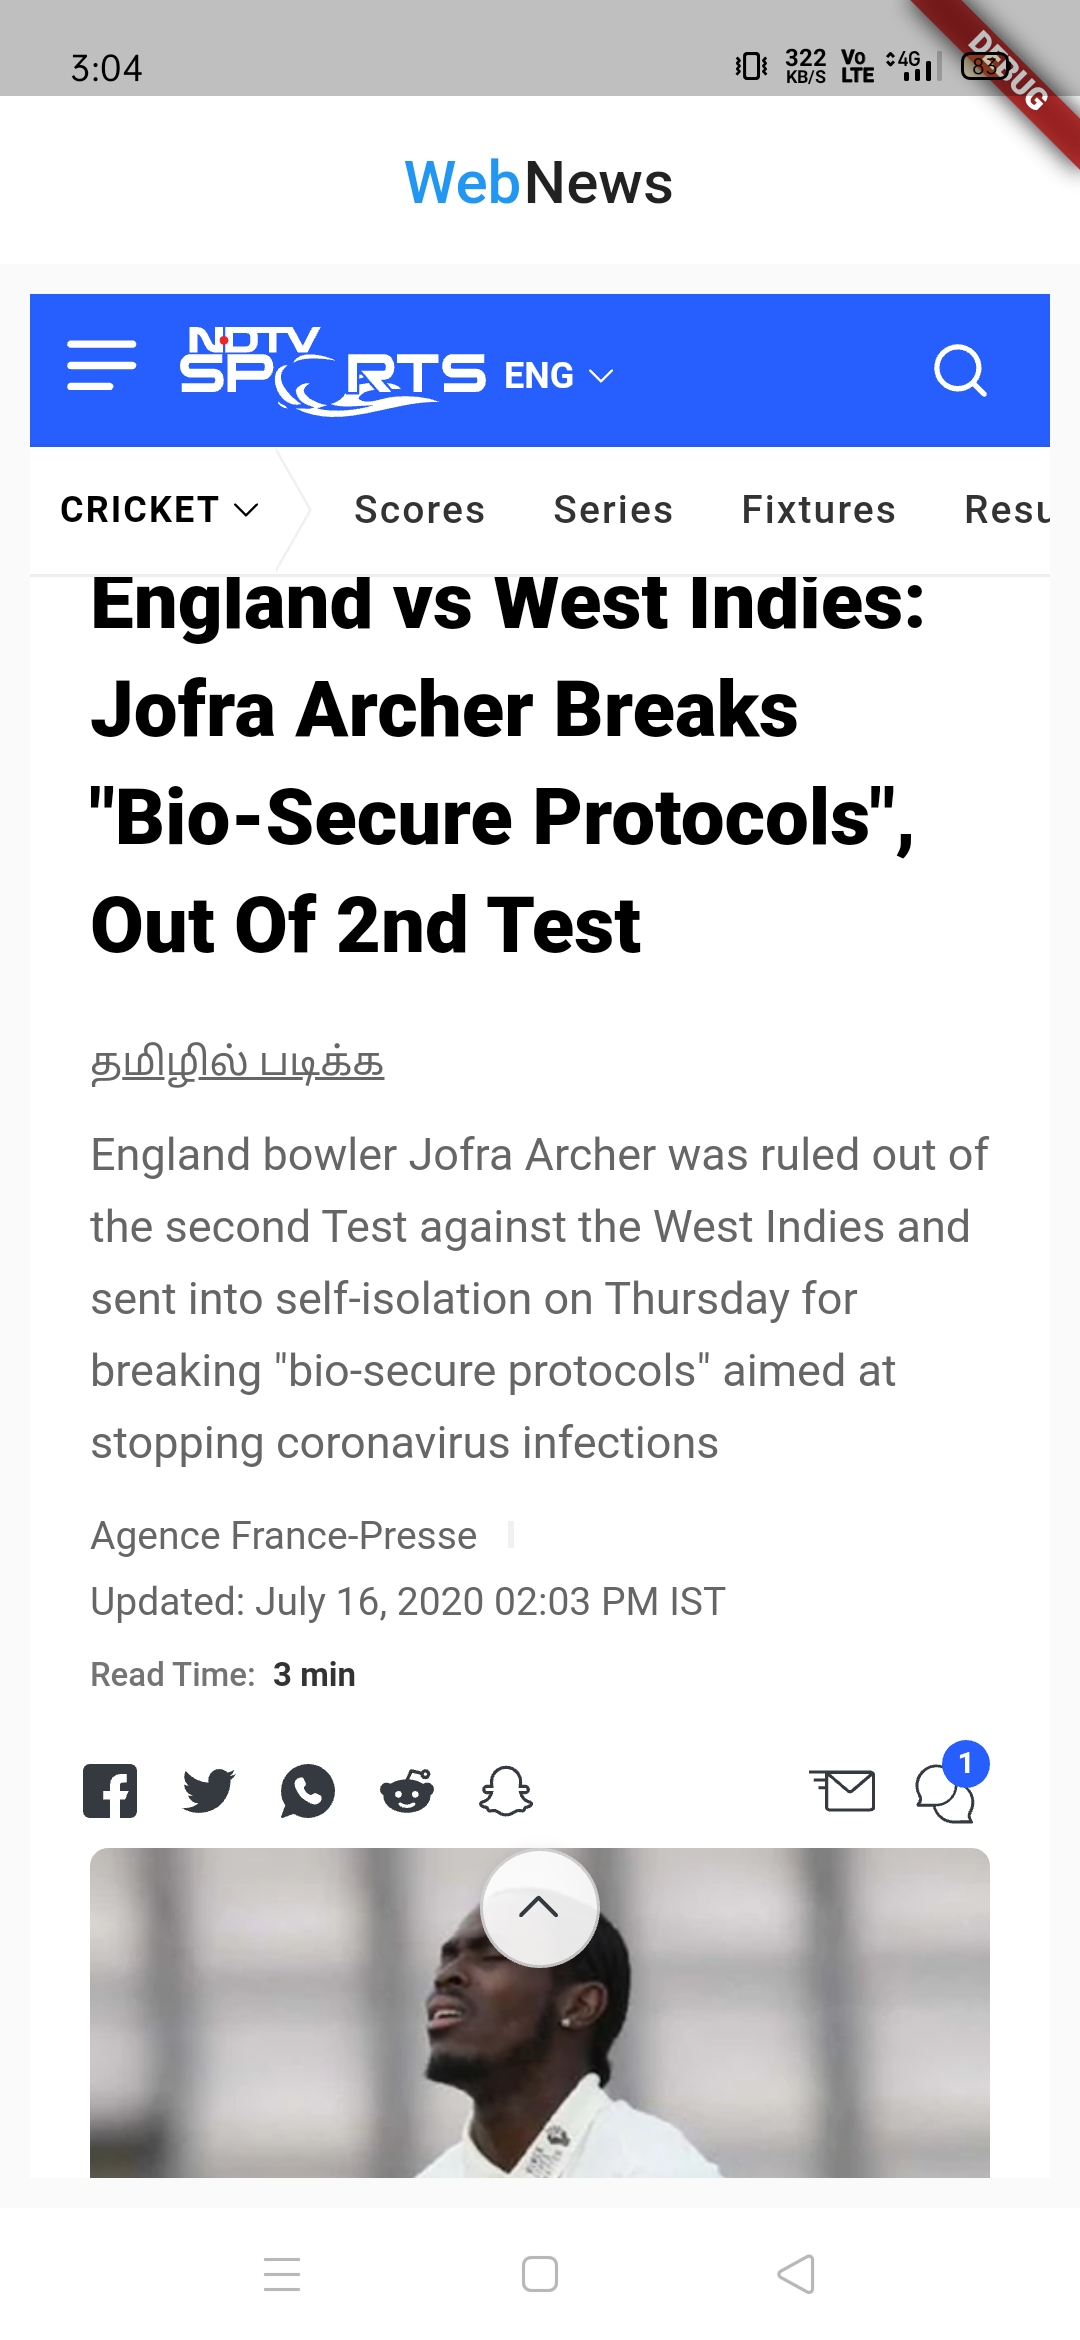 3:04
322 KB/S
Vo LTE
4G
83
DEBUG
WebNews
NDTV
SPORTS
ENG
CRICKET
Scores
Series
Fixtures
Resu
England vs West Indies:
Jofra Archer Breaks
"Bio-Secure Protocols",
Out Of 2nd Test
தமிழில் படிக்க
England bowler Jofra Archer was ruled out of
the second Test against the West Indies and
sent into self-isolation on Thursday for
breaking "bio-secure protocols" aimed at
stopping coronavirus infections
Agence France-Presse
Updated: July 16, 2020 02:03 PM IST
Read Time: 3 min
1